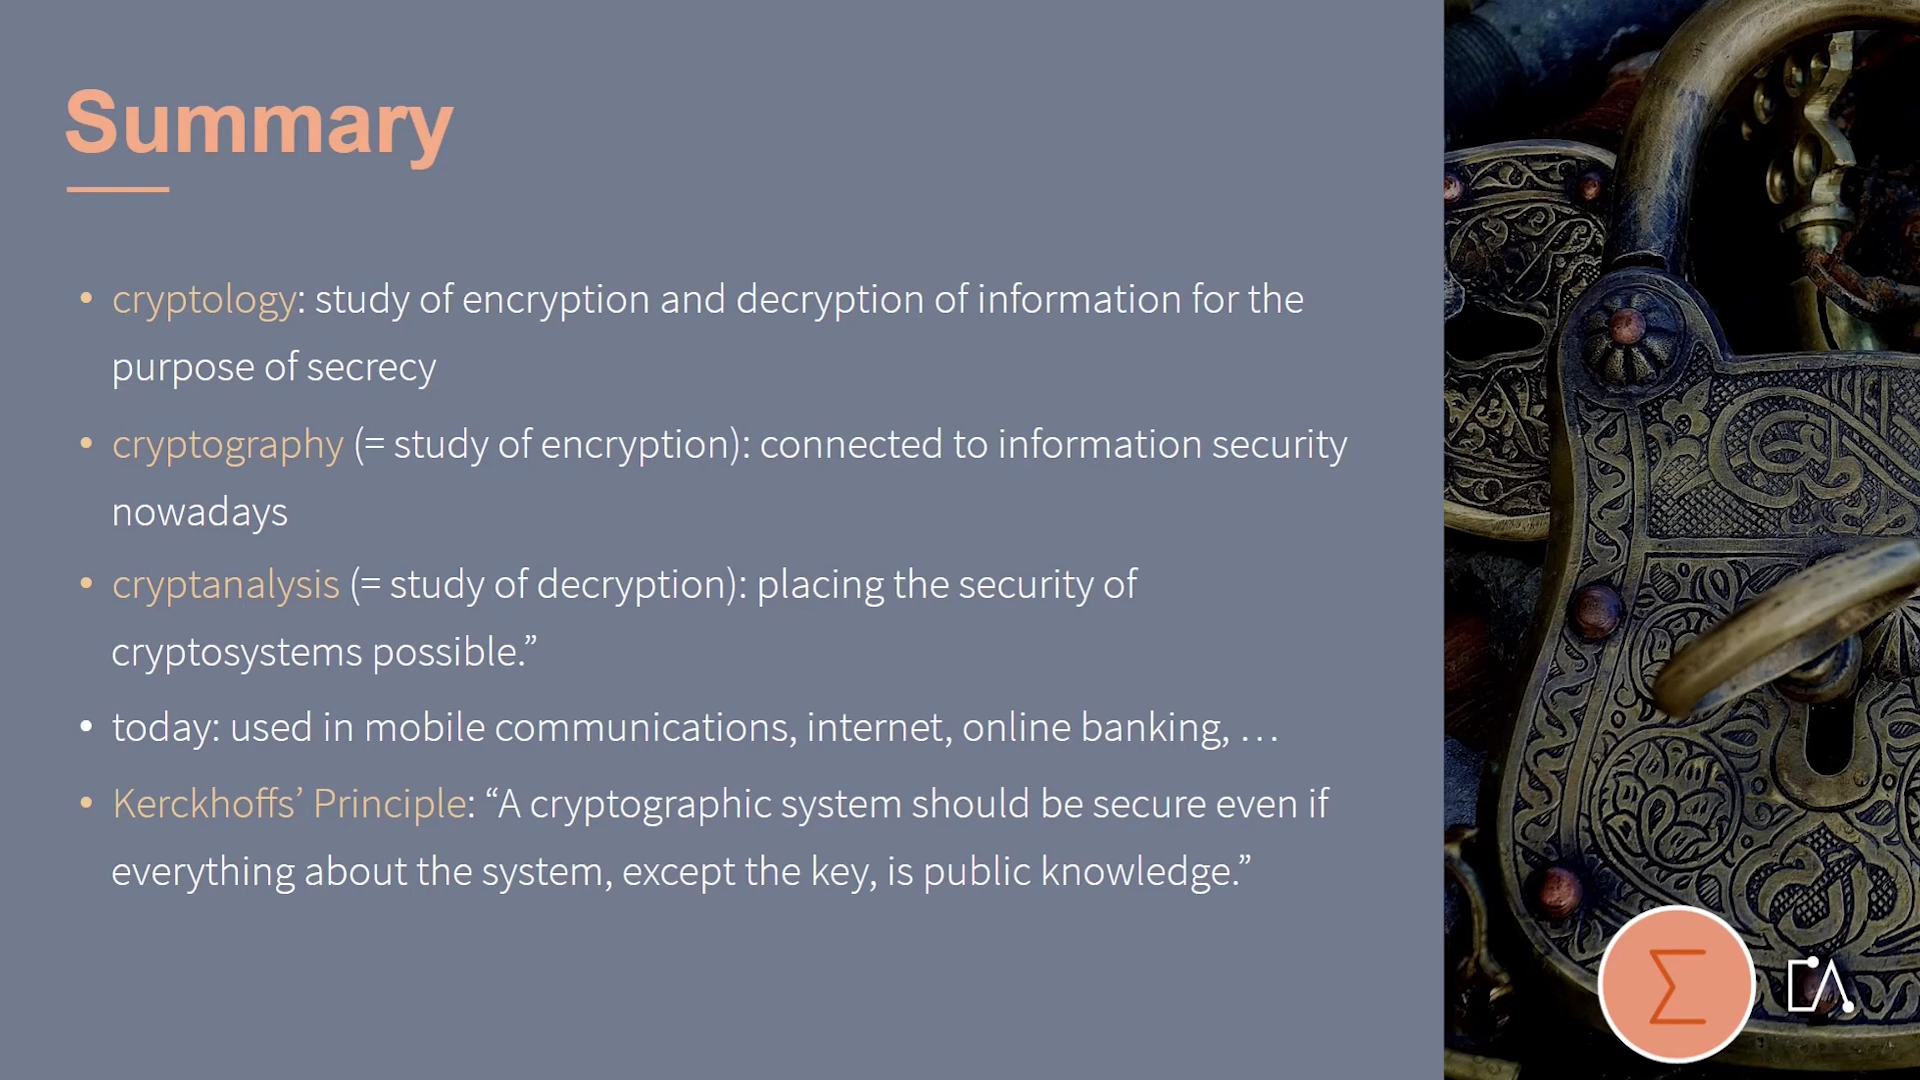 Summary
• cryptology: study of encryption and decryption of information for the
purpose of secrecy
• cryptography (= study of encryption): connected to information security
nowadays
• cryptanalysis (= study of decryption): placing the security of
cryptosystems possible.”
• today: used in mobile communications, internet, online banking, …
• Kerckhoffs’ Principle: “A cryptographic system should be secure even if
everything about the system, except the key, is public knowledge.”
Σ